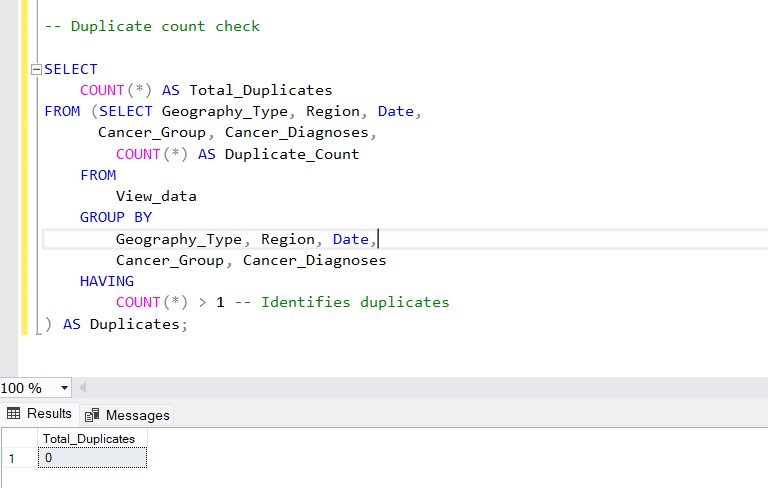 -- Duplicate count check
SELECT
COUNT(*) AS Total_Duplicates
FROM (SELECT Geography_Type, Region, Date,
Cancer_Group, Cancer_Diagnoses,
COUNT(*) AS Duplicate_Count
FROM
View_data
GROUP BY
Geography_Type, Region, Date,
Cancer_Group, Cancer_Diagnoses
HAVING
COUNT(*) > 1 -- Identifies duplicates
) AS Duplicates;
100 %
Results Messages
Total_Duplicates
1 0